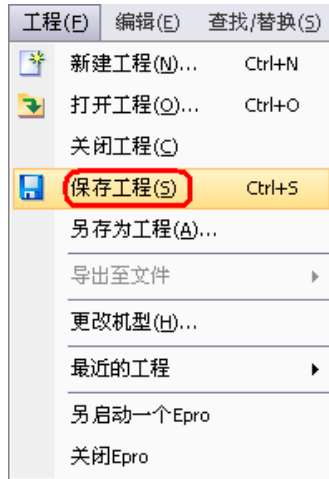 工程(F) 编辑(E) 查找/替换(S)
新建工程(N)... Ctrl+N
打开工程(O)... Ctrl+O
关闭工程(C)
保存工程(S) Ctrl+S
另存为工程(A)...
导出至文件
更改机型(H)...
最近的工程
另启动一个Epro
关闭Epro